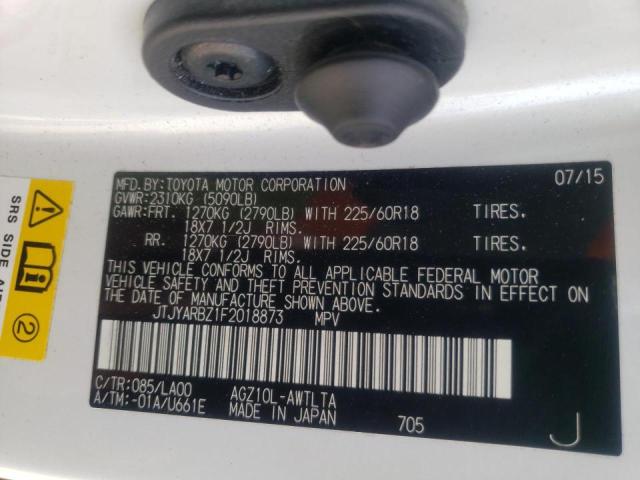 MFD. BY: TOYOTA MOTOR CORPORATION 07/15
GVWR: 2310KG (5090LB)
GAWR: FRT. 1270KG (2790LB) WITH 225/60R18 TIRES.
18X7 1/2J RIMS.
RR. 1270KG (2790LB) WITH 225/60R18 TIRES.
18X7 1/2J RIMS.
THIS VEHICLE CONFORMS TO ALL APPLICABLE FEDERAL MOTOR
VEHICLE SAFETY AND THEFT PREVENTION STANDARDS IN EFFECT ON
THE DATE OF MANUFACTURE SHOWN ABOVE.
JTJYARBZ1F2018873 MPV
C/TR: 085/LA00 AGZ10L-AWTLTA
A/TM: -01A/U661E MADE IN JAPAN 705
J
SRS SIDE
2